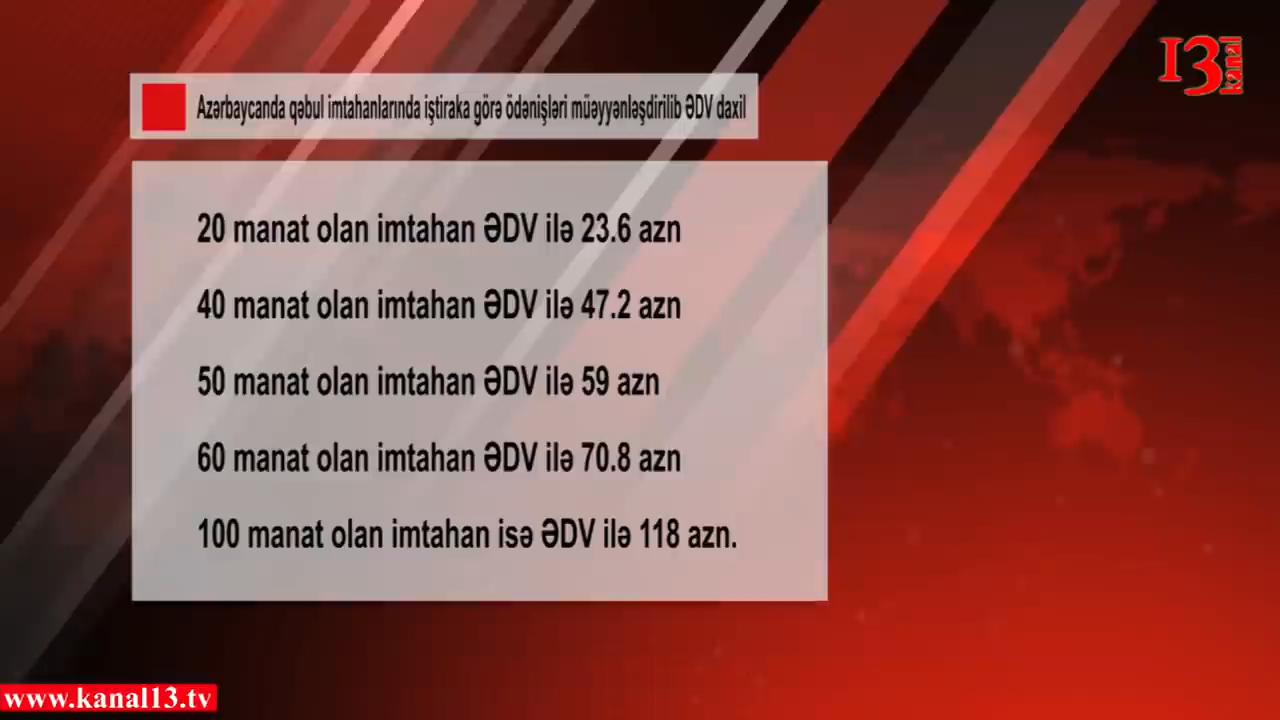 13 kanal
Azərbaycanda qəbul imtahanlarında iştiraka görə ödənişləri müəyyənləşdirilib ƏDV daxil
20 manat olan imtahan ƏDV ilə 23.6 azn
40 manat olan imtahan ƏDV ilə 47.2 azn
50 manat olan imtahan ƏDV ilə 59 azn
60 manat olan imtahan ƏDV ilə 70.8 azn
100 manat olan imtahan isə ƏDV ilə 118 azn.
www.kanal13.tv